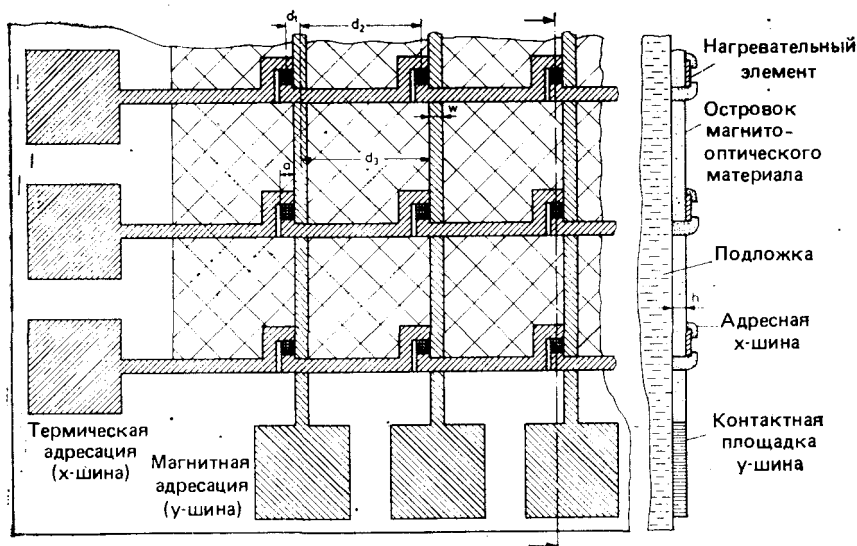 d₁
d₂
w
a
d₃
h
Нагревательный
элемент
Островок
магнито-
оптического
материала
Подложка
Адресная
х-шина
Контактная
площадка
у-шина
Термическая
адресация
(х-шина)
Магнитная
адресация
(у-шина)